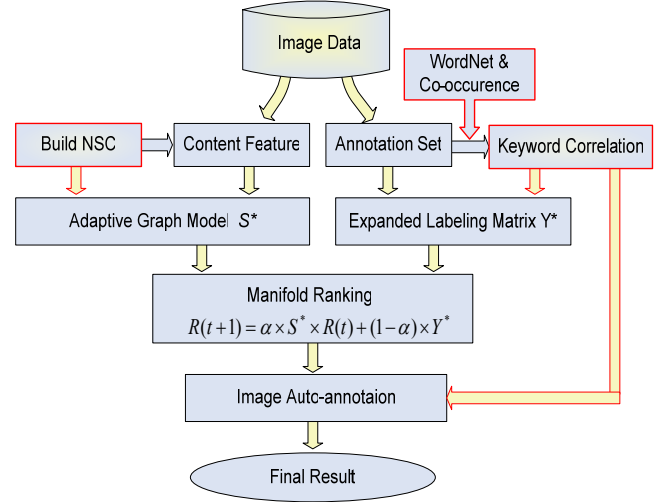 Image Data
WordNet &
Co-occurence
Build NSC
Content Feature
Annotation Set
Keyword Correlation
Adaptive Graph Model S*
Expanded Labeling Matrix Y*
Manifold Ranking
R(t+1) = α × S* × R(t) + (1−α) × Y*
Image Auto-annotaion
Final Result